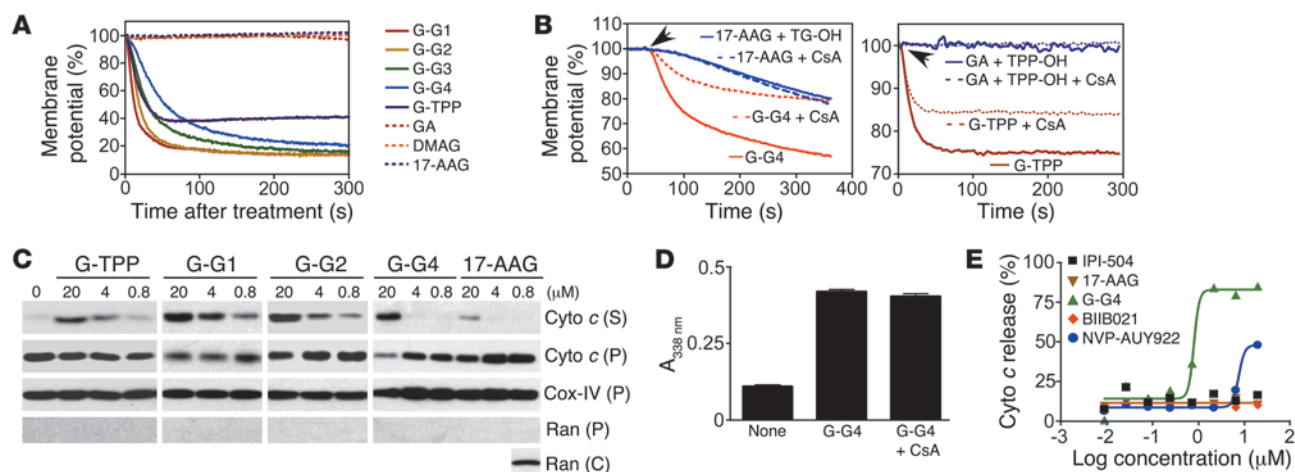 A
Membrane potential (%)
100
80
60
40
20
0
0 100 200 300
Time after treatment (s)
G-G1
G-G2
G-G3
G-G4
G-TPP
GA
DMAG
17-AAG
B
Membrane potential (%)
110
100
90
80
70
60
50
0 100 200 300 400
Time (s)
17-AAG + TG-OH
17-AAG + CsA
G-G4 + CsA
G-G4
100
90
80
70
0 100 200 300
Time (s)
GA + TPP-OH
GA + TPP-OH + CsA
G-TPP + CsA
G-TPP
C
G-TPP G-G1 G-G2 G-G4 17-AAG
0 20 4 0.8 20 4 0.8 20 4 0.8 20 4 0.8 20 4 0.8 (μM)
Cyto c (S)
Cyto c (P)
Cox-IV (P)
Ran (P)
Ran (C)
D
A338 nm
0.5
0.25
0
None
G-G4
G-G4 + CsA
E
Cyto c release (%)
100
75
50
25
0
-3 -2 -1 0 1 2
Log concentration (μM)
IPI-504
17-AAG
G-G4
BIIB021
NVP-AUY922